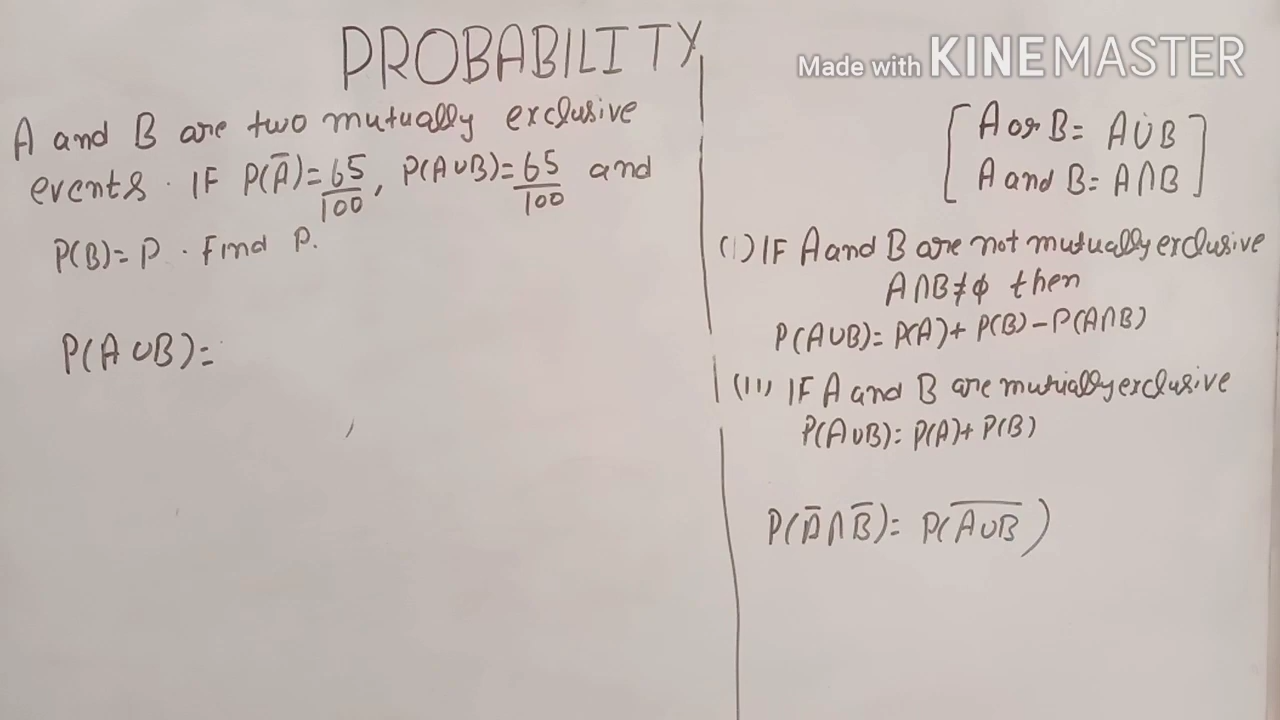 PROBABILITY
Made with KINEMASTER
A and B are two mutually exclusive
events. IF P(A̅)=65/100, P(A∪B)=65/100 and
P(B)=P. Find P.
P(A∪B)=
[A or B= A∪B
A and B= A∩B]
(I) IF A and B are not mutually exclusive
A∩B≠ϕ then
P(A∪B)= P(A)+ P(B)-P(A∩B)
(II) IF A and B are mutially exclusive
P(A∪B)= P(A)+ P(B)
P(A̅∩B̅)= P(A̅∪̅B̅)